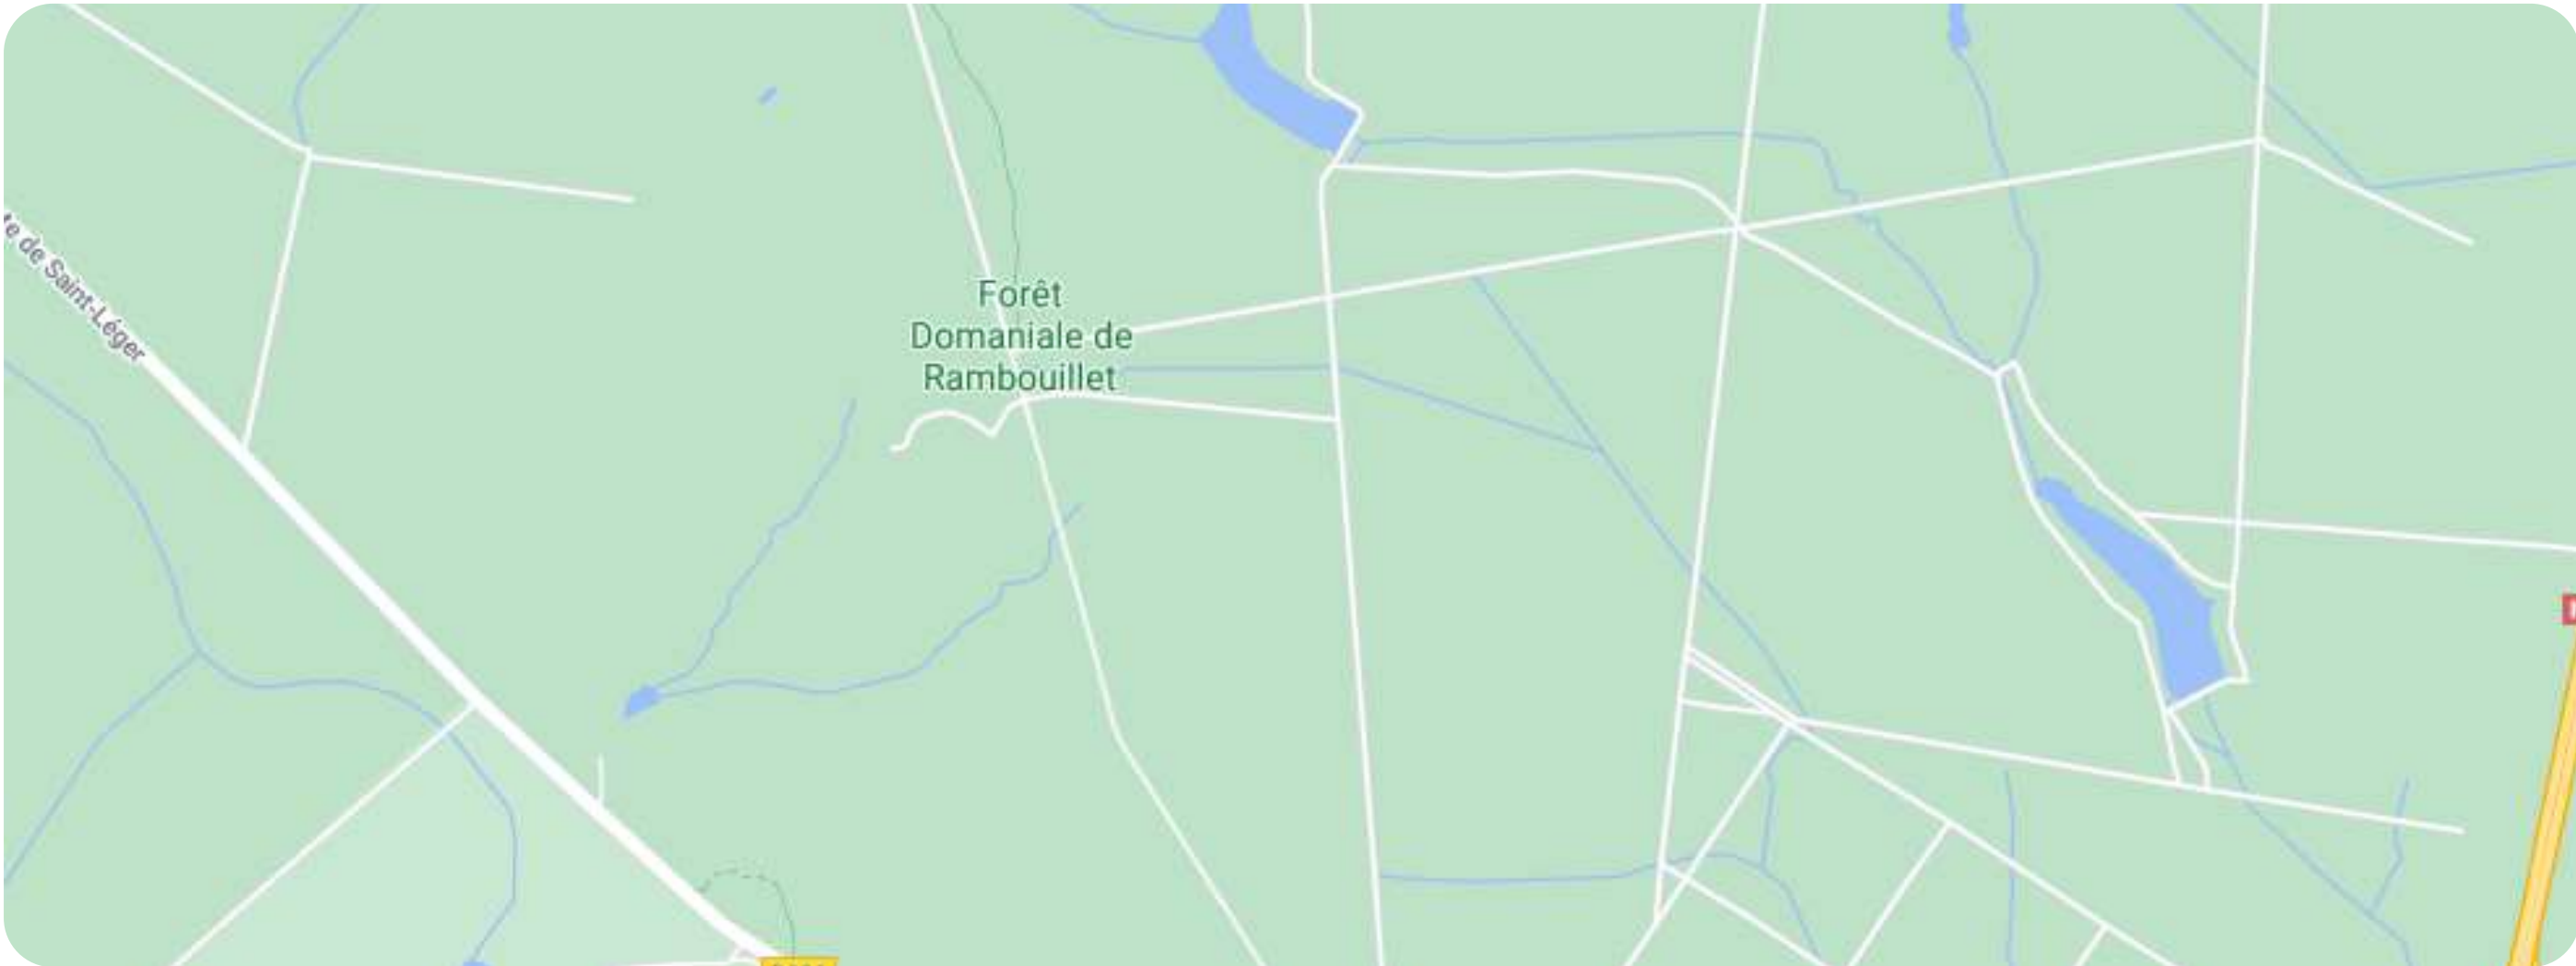 te de Saint-Léger
Forêt
Domaniale de
Rambouillet